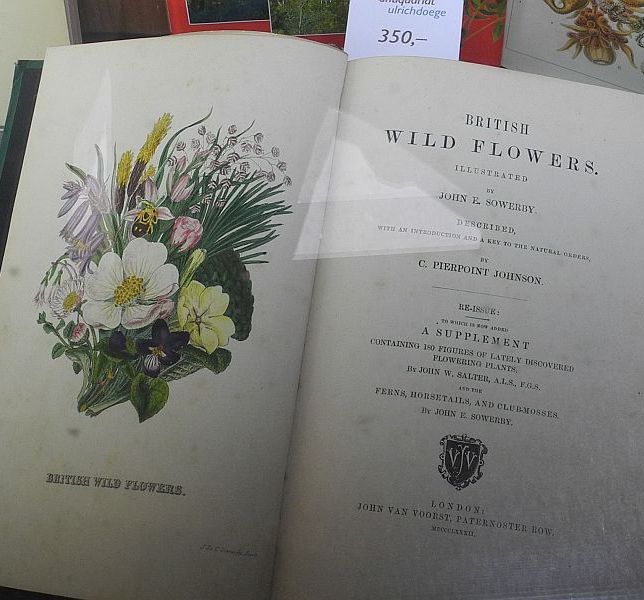 antiquariat
ulrichdoege
350,–
BRITISH WILD FLOWERS.
BRITISH
WILD FLOWERS.
ILLUSTRATED
BY
JOHN E. SOWERBY.
DESCRIBED,
WITH AN INTRODUCTION AND A KEY TO THE NATURAL ORDERS,
BY
C. PIERPOINT JOHNSON.
RE-ISSUE:
TO WHICH IS NOW ADDED
A SUPPLEMENT
CONTAINING 180 FIGURES OF LATELY DISCOVERED
FLOWERING PLANTS,
BY JOHN W. SALTER, A.L.S., F.G.S.
AND THE
FERNS, HORSETAILS, AND CLUB-MOSSES.
BY JOHN E. SOWERBY.
VJV
LONDON:
JOHN VAN VOORST, PATERNOSTER ROW.
MDCCCLXXXII.